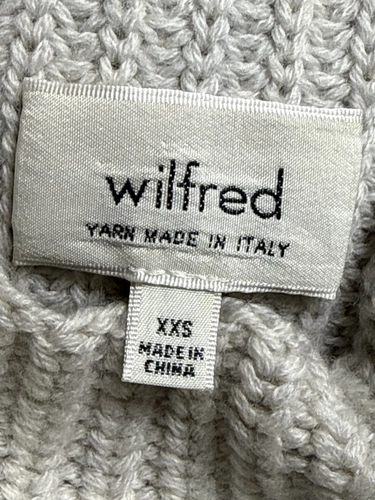 wilfred
YARN MADE IN ITALY
XXS
MADE IN
CHINA